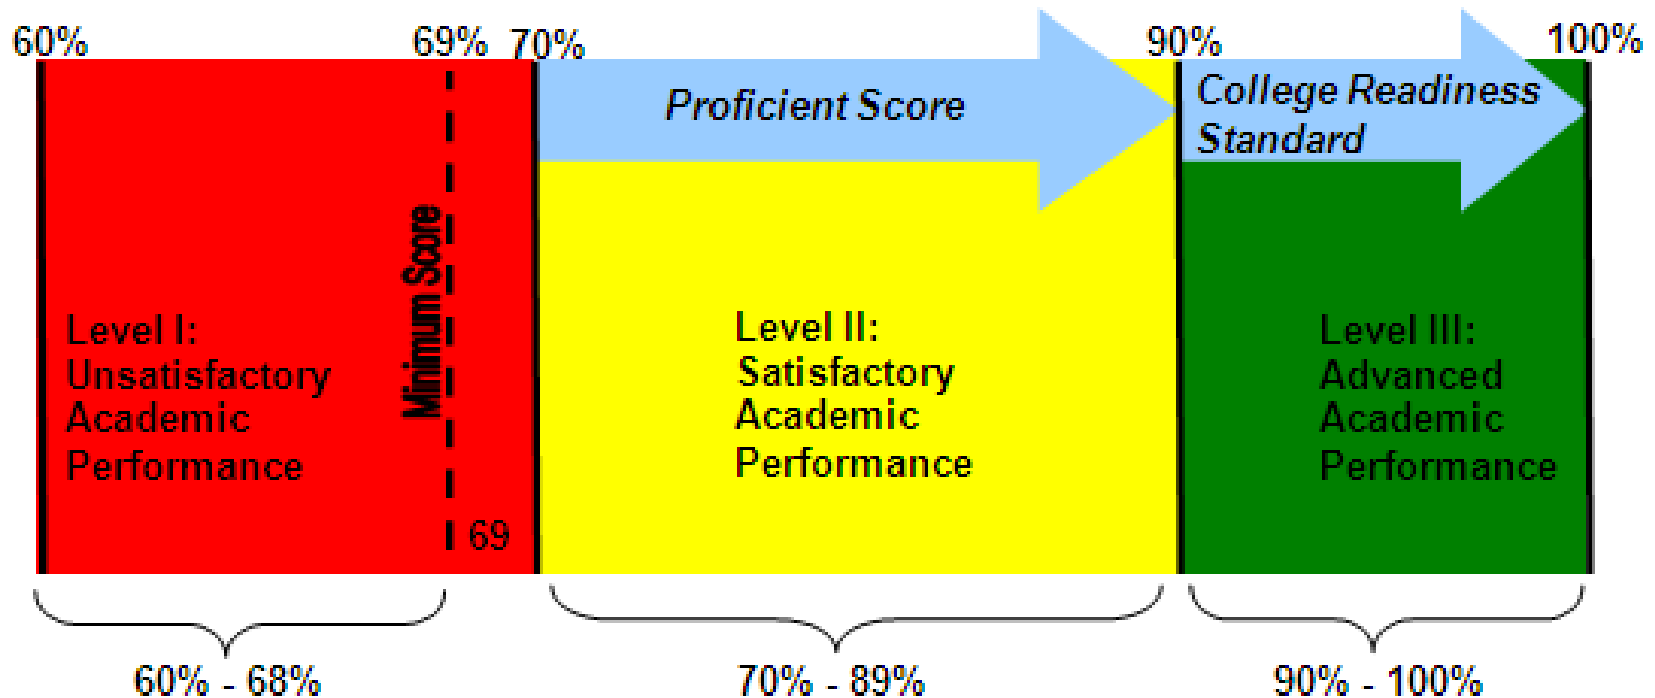 60%
69%
70%
90%
100%
Proficient Score
College Readiness
Standard
Minimum Score
Level I:
Unsatisfactory
Academic
Performance
Level II:
Satisfactory
Academic
Performance
Level III:
Advanced
Academic
Performance
69
60% - 68%
70% - 89%
90% - 100%